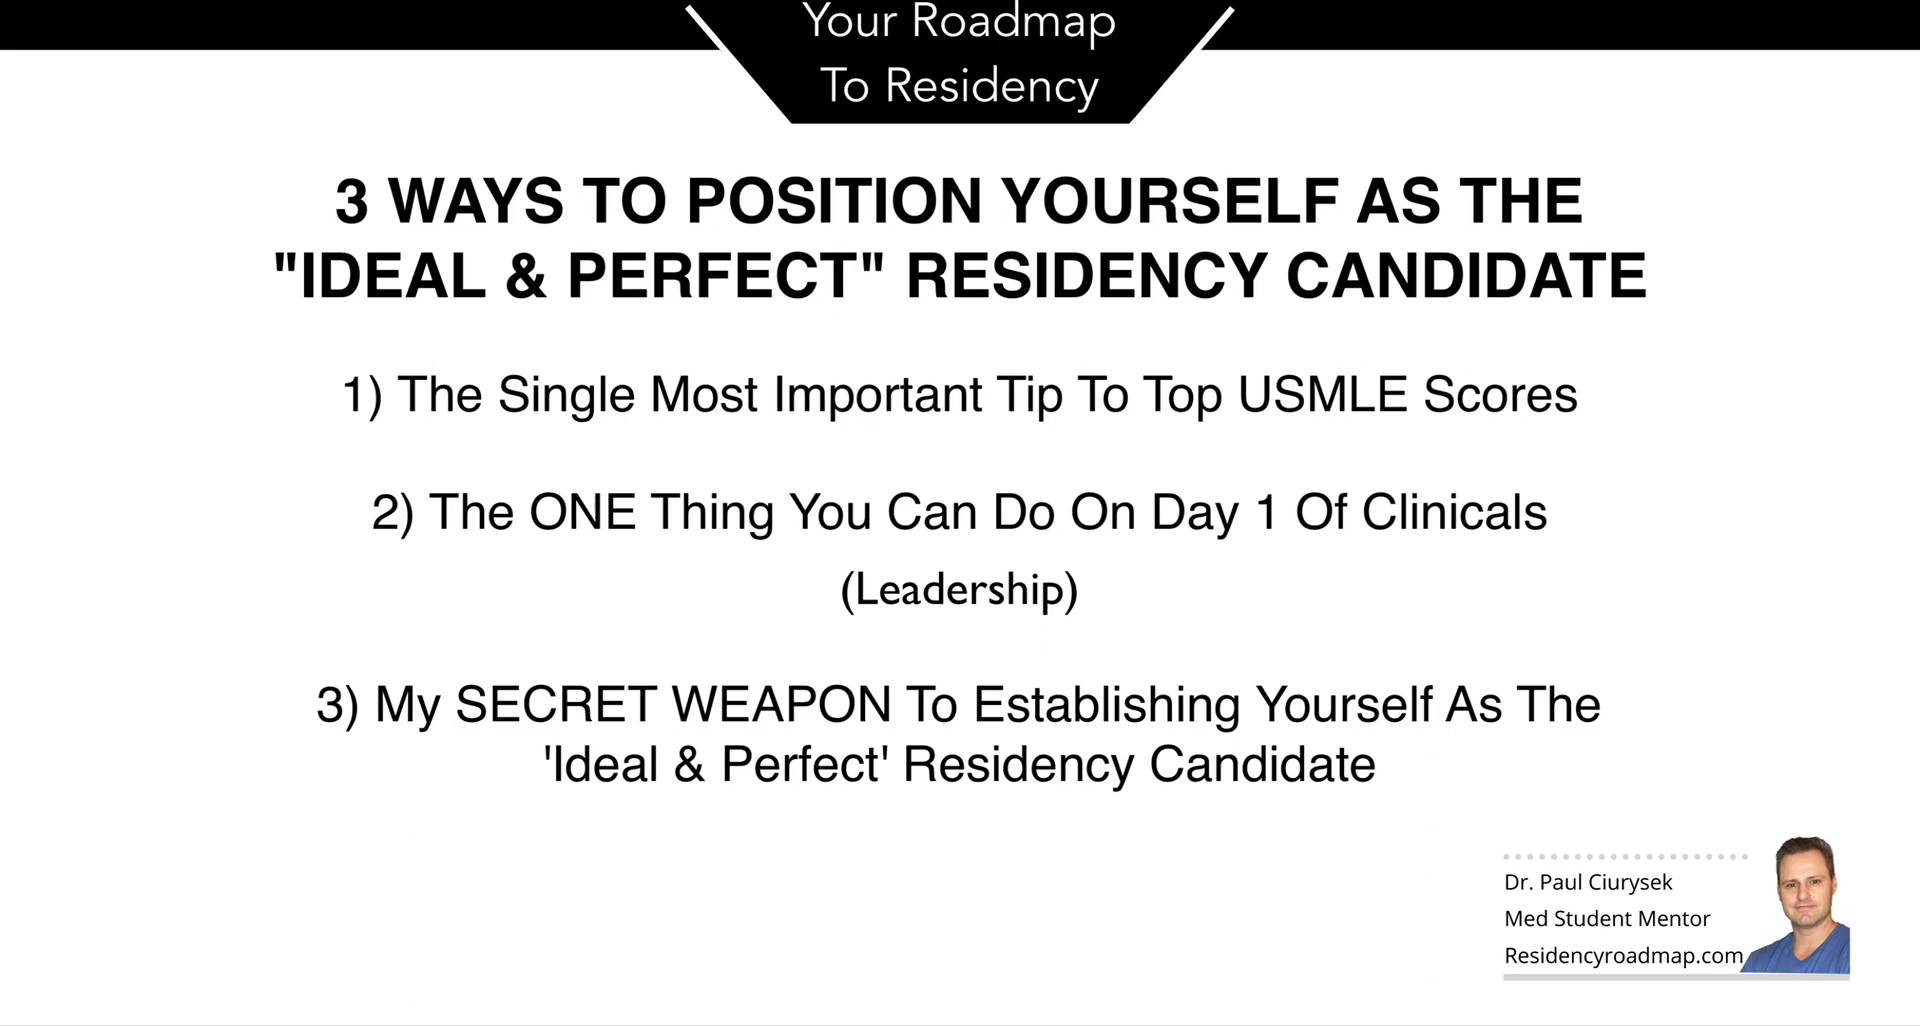 Your Roadmap
To Residency
3 WAYS TO POSITION YOURSELF AS THE
"IDEAL & PERFECT" RESIDENCY CANDIDATE
1) The Single Most Important Tip To Top USMLE Scores
2) The ONE Thing You Can Do On Day 1 Of Clinicals
(Leadership)
3) My SECRET WEAPON To Establishing Yourself As The
'Ideal & Perfect' Residency Candidate
Dr. Paul Ciurysek
Med Student Mentor
Residencyroadmap.com